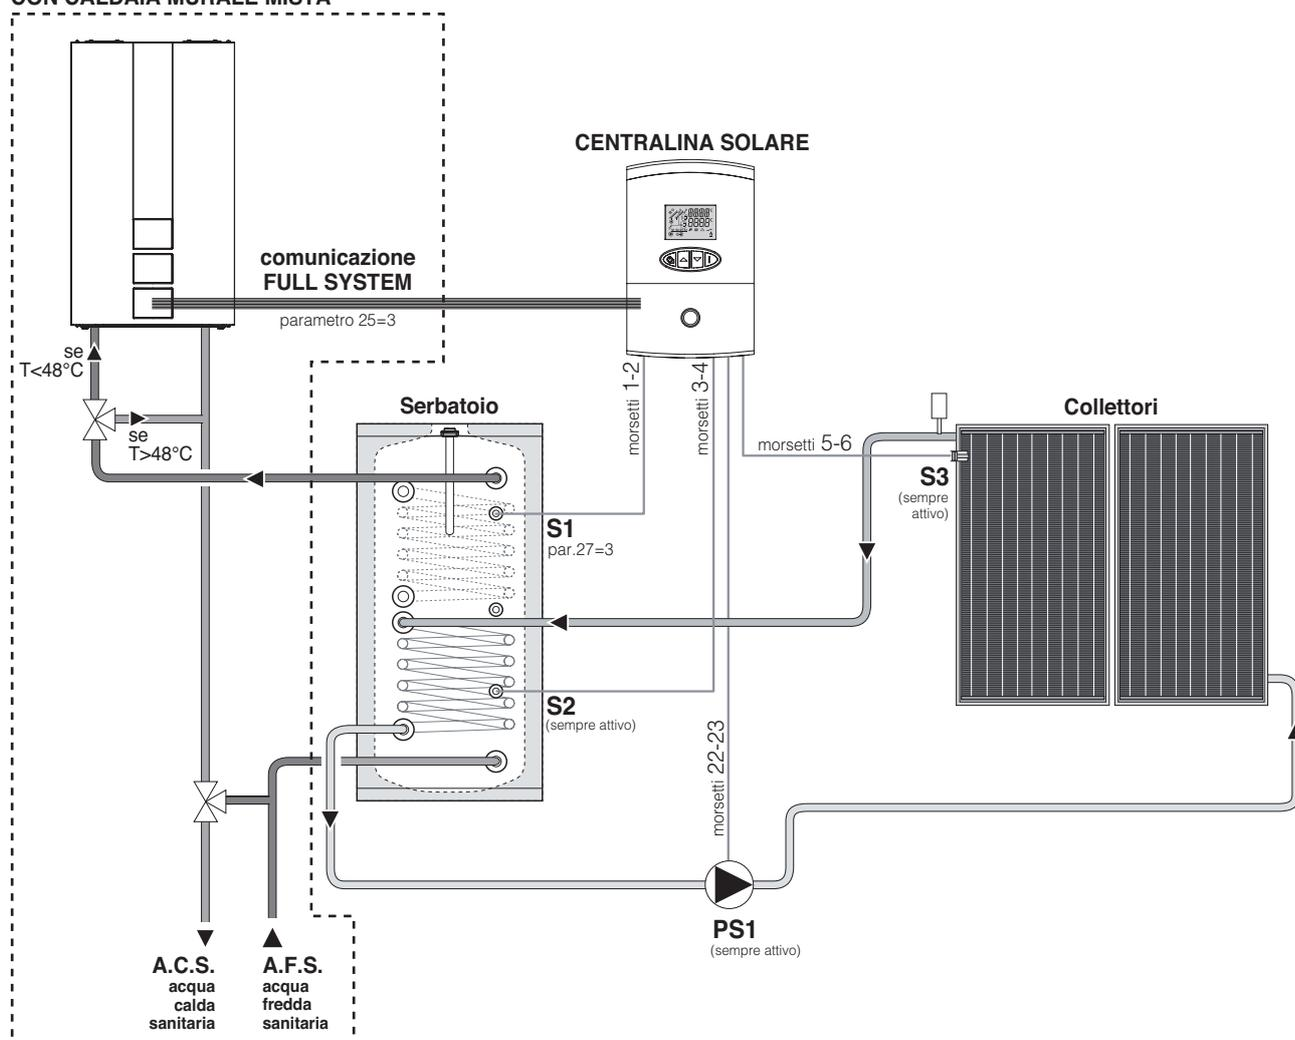 CON CALDAIA MURALE MISTA
CENTRALINA SOLARE
comunicazione
FULL SYSTEM
parametro 25=3
se
T<48°C
se
T>48°C
Serbatoio
morsetti 1-2
morsetti 3-4
morsetti 5-6
Collettori
S3
(sempre
attivo)
S1
par.27=3
S2
(sempre attivo)
morsetti 22-23
PS1
(sempre attivo)
A.C.S.
acqua
calda
sanitaria
A.F.S.
acqua
fredda
sanitaria